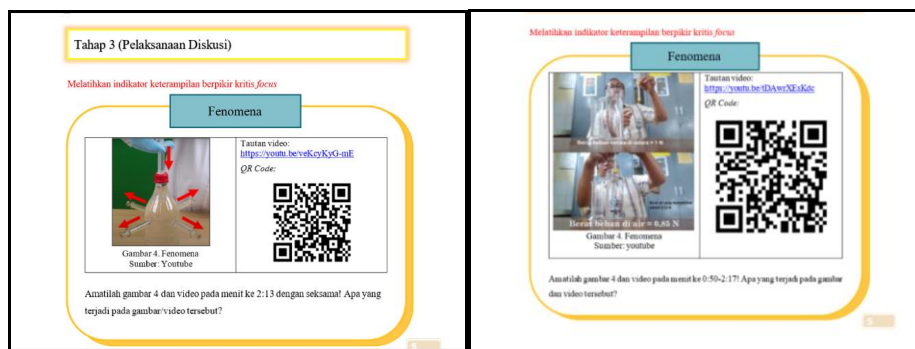 Tahap 3 (Pelaksanaan Diskusi)
Melatihkan indikator keterampilan berpikir kritis focus
Fenomena
Tautan video:
https://youtu.be/veKcyKyG-mE
QR Code:
Gambar 4. Fenomena
Sumber: Youtube
Amatilah gambar 4 dan video pada menit ke 2:13 dengan seksama! Apa yang
terjadi pada gambar/video tersebut?
5
Melatihkan indikator keterampilan berpikir kritis focus
Fenomena
Tautan video:
https://youtu.be/tDAwrXEsKdc
QR Code:
11
11
Berat beban di air = 0,85 N
Gambar 4. Fenomena
Sumber: youtube
Amatilah gambar 4 dan video pada menit ke 0:50-2:17! Apa yang terjadi pada gambar
dan video tersebut?
5